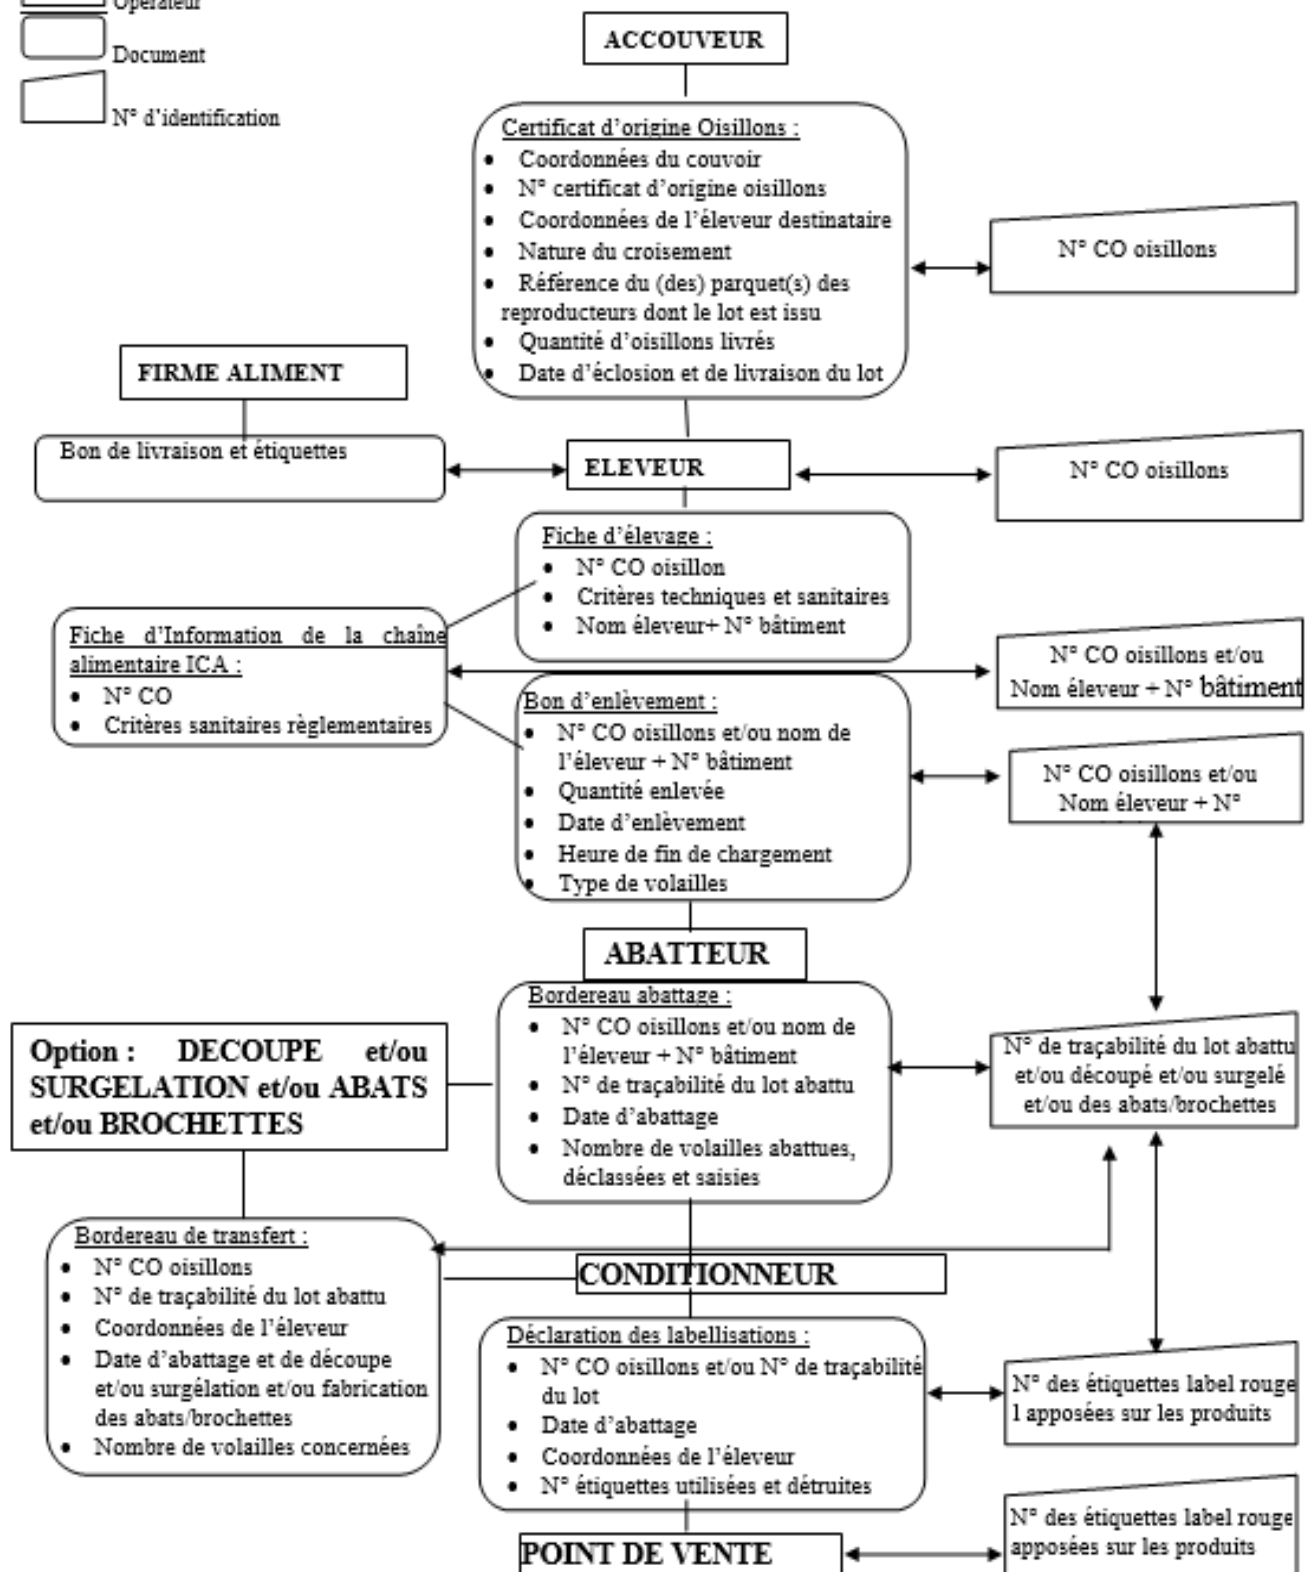 Opérateur
Document
N° d'identification
ACCOUVEUR
Certificat d'origine Oisillons :
• Coordonnées du couvoir
• N° certificat d'origine oisillons
• Coordonnées de l'éleveur destinataire
• Nature du croisement
• Référence du (des) parquet(s) des
reproducteurs dont le lot est issu
• Quantité d'oisillons livrés
• Date d'éclosion et de livraison du lot
N° CO oisillons
FIRME ALIMENT
Bon de livraison et étiquettes
ELEVEUR
N° CO oisillons
Fiche d'élevage :
• N° CO oisillon
• Critères techniques et sanitaires
• Nom éleveur+ N° bâtiment
Fiche d'Information de la chaîne
alimentaire ICA :
• N° CO
• Critères sanitaires règlementaires
N° CO oisillons et/ou
Nom éleveur + N° bâtiment
Bon d'enlèvement :
• N° CO oisillons et/ou nom de
l'éleveur + N° bâtiment
• Quantité enlevée
• Date d'enlèvement
• Heure de fin de chargement
• Type de volailles
N° CO oisillons et/ou
Nom éleveur + N°
ABATTEUR
Bordereau abattage :
• N° CO oisillons et/ou nom de
l'éleveur + N° bâtiment
• N° de traçabilité du lot abattu
• Date d'abattage
• Nombre de volailles abattues,
déclassées et saisies
Option : DECOUPE et/ou
SURGELATION et/ou ABATS
et/ou BROCHETTES
N° de traçabilité du lot abattu
et/ou découpé et/ou surgelé
et/ou des abats/brochettes
Bordereau de transfert :
• N° CO oisillons
• N° de traçabilité du lot abattu
• Coordonnées de l'éleveur
• Date d'abattage et de découpe
et/ou surgélation et/ou fabrication
des abats/brochettes
• Nombre de volailles concernées
CONDITIONNEUR
Déclaration des labellisations :
• N° CO oisillons et/ou N° de traçabilité
du lot
• Date d'abattage
• Coordonnées de l'éleveur
• N° étiquettes utilisées et détruites
N° des étiquettes label rouge
l apposées sur les produits
POINT DE VENTE
N° des étiquettes label rouge
apposées sur les produits